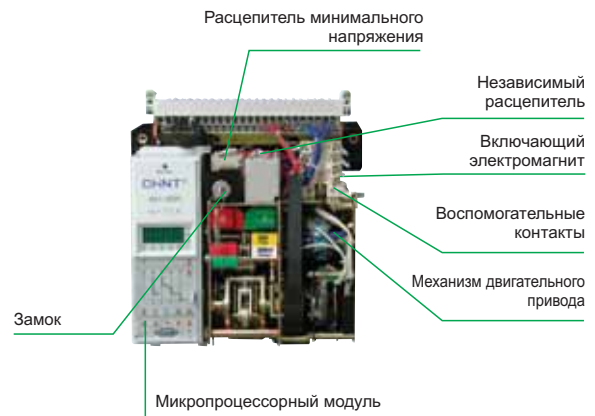 Расцепитель минимального
напряжения
Независимый
расцепитель
Включающий
электромагнит
Воспомогательные
контакты
Механизм двигательного
привода
CHNT
Замок
Микропроцессорный модуль